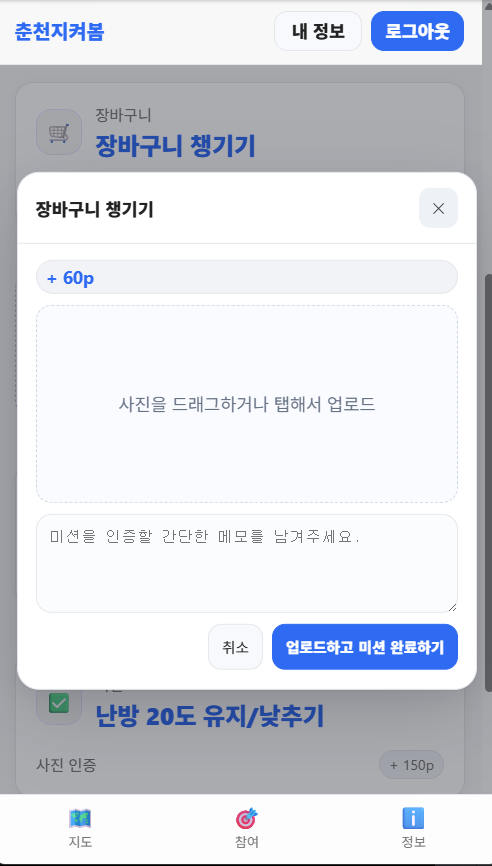 춘천지켜봄
내 정보
로그아웃
장바구니
장바구니 챙기기
장바구니 챙기기
+ 60p
사진을 드래그하거나 탭해서 업로드
미션을 인증할 간단한 메모를 남겨주세요.
취소
업로드하고 미션 완료하기
난방 20도 유지/낮추기
사진 인증
+ 150p
지도
참여
정보